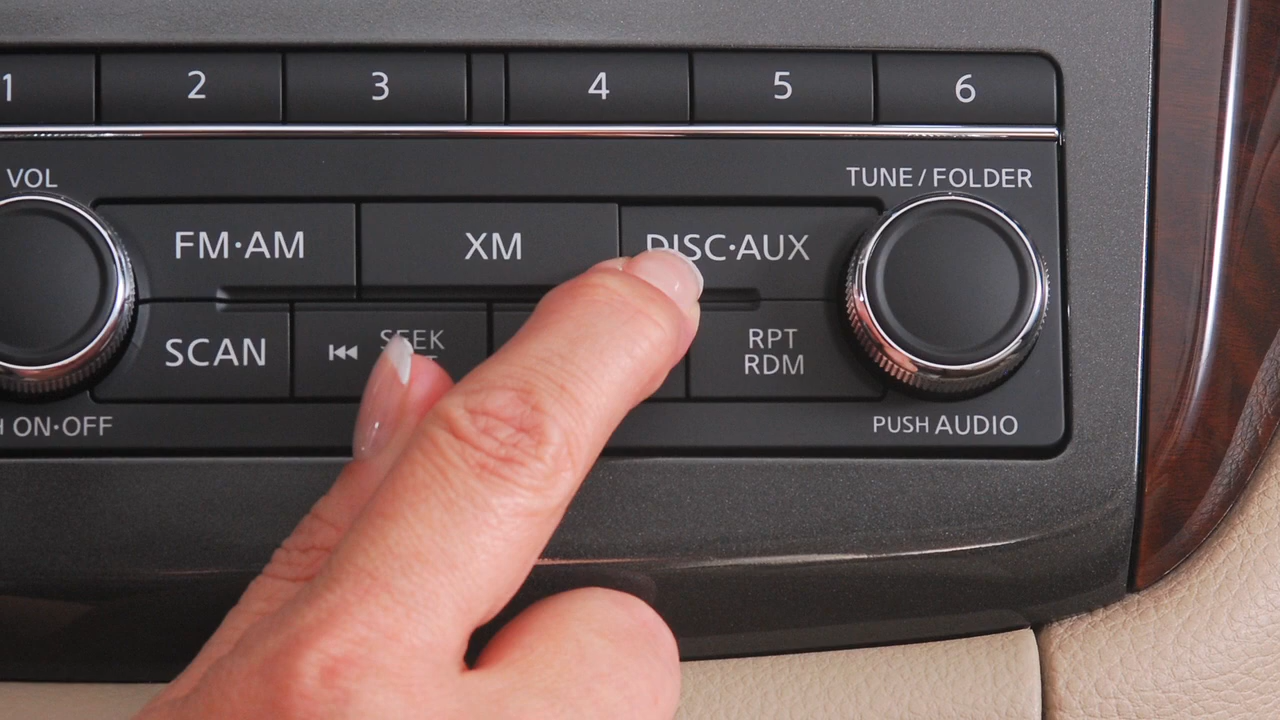 1 2 3 4 5 6
VOL
TUNE / FOLDER
FM·AM XM DISC·AUX
SCAN
SEEK
RPT
RDM
ON·OFF
PUSH AUDIO